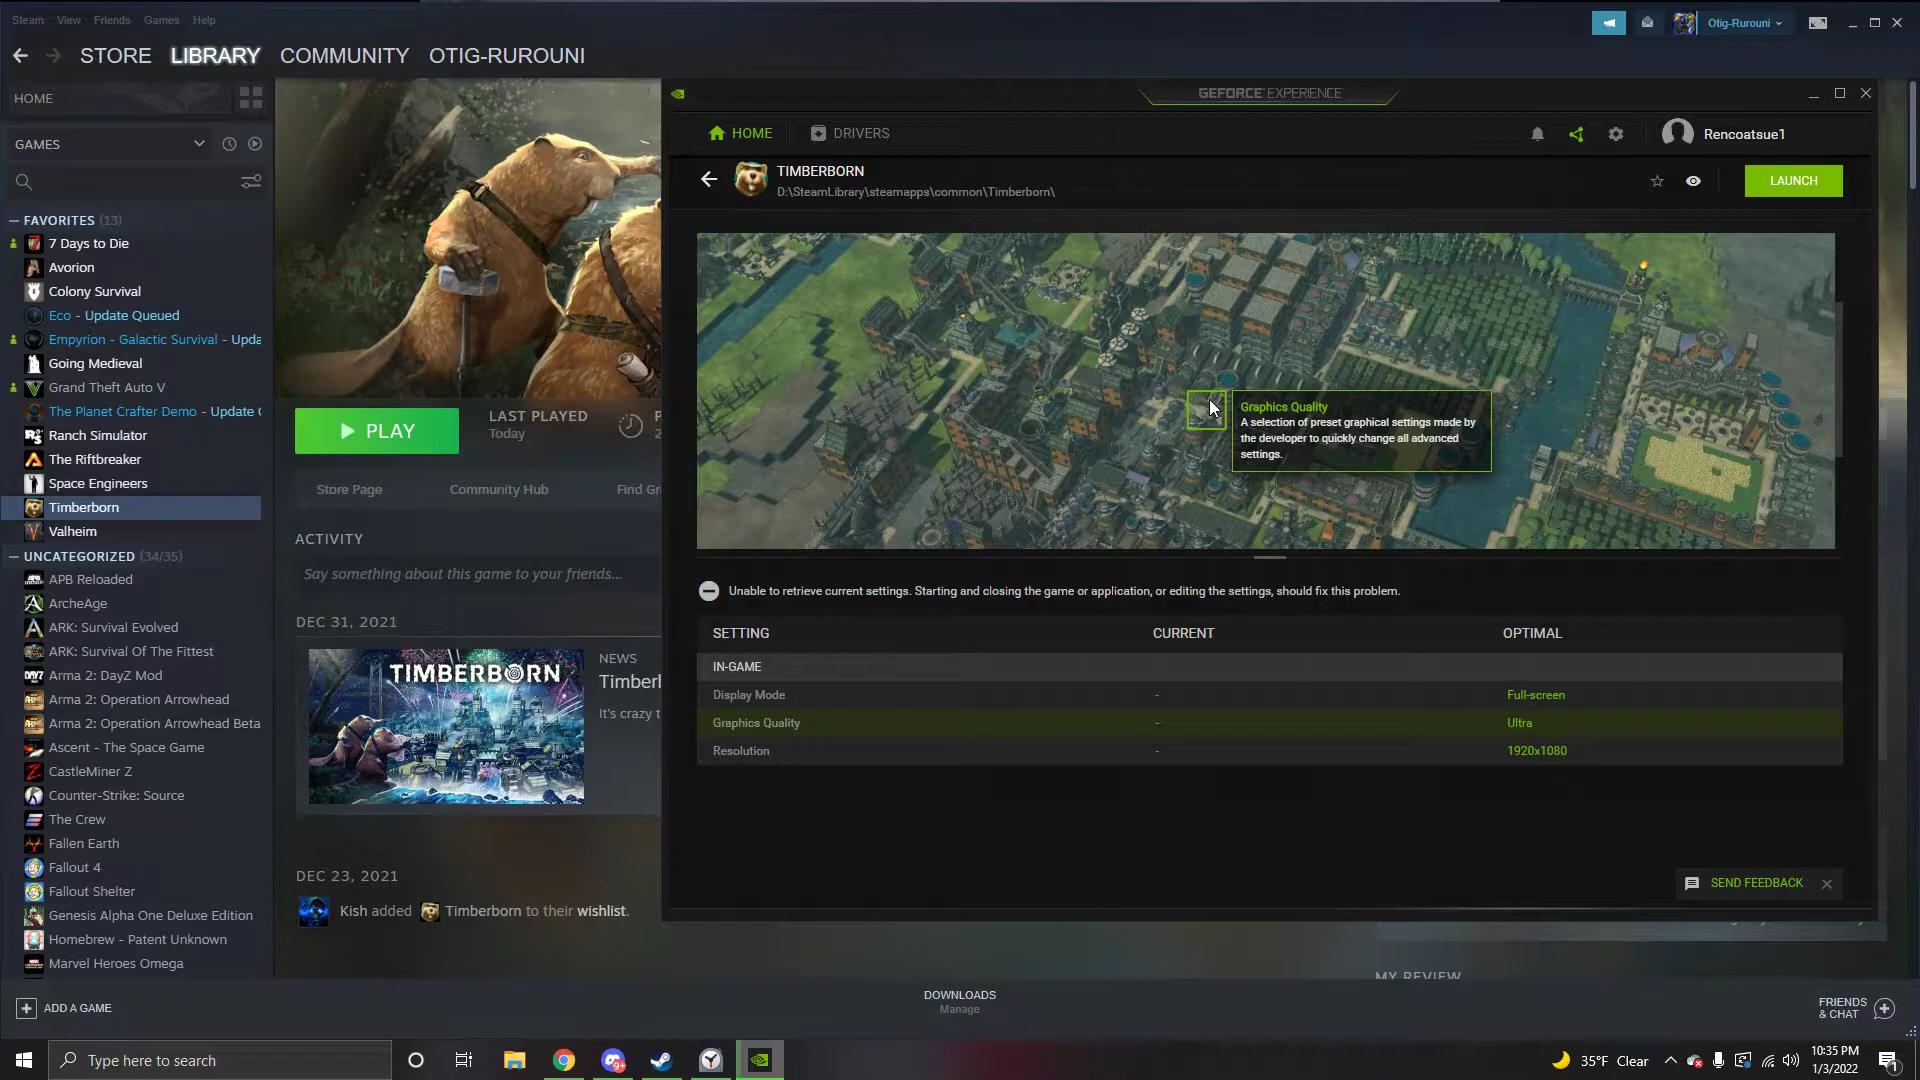 Steam View Friends Games Help
Otig-Rurouni
STORE LIBRARY COMMUNITY OTIG-RUROUNI
HOME
GAMES
FAVORITES (13)
7 Days to Die
Avorion
Colony Survival
Eco - Update Queued
Empyrion - Galactic Survival - Upda
Going Medieval
Grand Theft Auto V
The Planet Crafter Demo - Update
Ranch Simulator
The Riftbreaker
Space Engineers
Timberborn
Valheim
UNCATEGORIZED (34/35)
APB Reloaded
ArcheAge
ARK: Survival Evolved
ARK: Survival Of The Fittest
Arma 2: DayZ Mod
Arma 2: Operation Arrowhead
Arma 2: Operation Arrowhead Beta
Ascent - The Space Game
CastleMiner Z
Counter-Strike: Source
The Crew
Fallen Earth
Fallout 4
Fallout Shelter
Genesis Alpha One Deluxe Edition
Homebrew - Patent Unknown
Marvel Heroes Omega
ADD A GAME
PLAY
LAST PLAYED
Today
Store Page Community Hub Find Gr
ACTIVITY
Say something about this game to your friends...
DEC 31, 2021
TIMBERBORN
NEWS
Timber
It's crazy t
DEC 23, 2021
Kish added Timberborn to their wishlist.
GEFORCE EXPERIENCE
HOME DRIVERS
Rencoatsue1
TIMBERBORN
D:\SteamLibrary\steamapps\common\Timberborn\
LAUNCH
Graphics Quality
A selection of preset graphical settings made by
the developer to quickly change all advanced
settings.
Unable to retrieve current settings. Starting and closing the game or application, or editing the settings, should fix this problem.
SETTING CURRENT OPTIMAL
IN-GAME
Display Mode - Full-screen
Graphics Quality - Ultra
Resolution - 1920x1080
SEND FEEDBACK
MY REVIEW
DOWNLOADS
Manage
FRIENDS
& CHAT
Type here to search
9+
35°F Clear
10:35 PM
1/3/2022
1